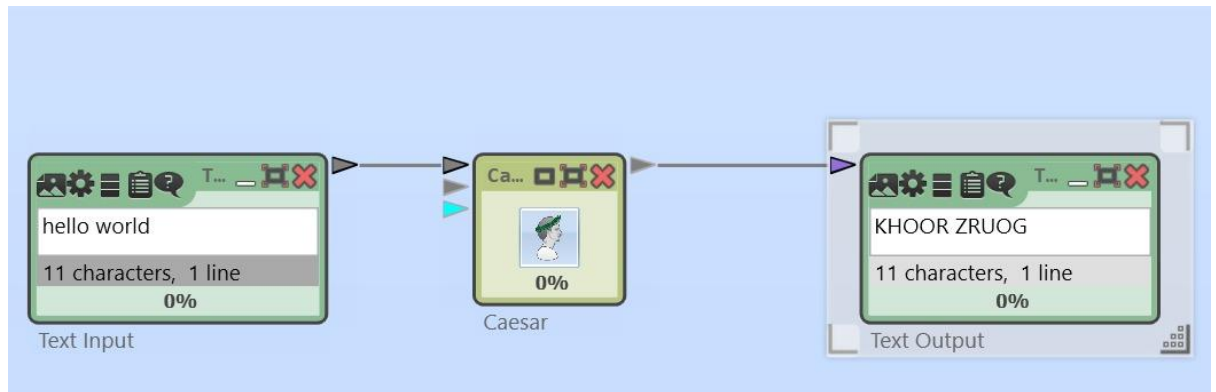 T...
hello world
11 characters, 1 line
0%
Text Input
Ca...
0%
Caesar
T...
KHOOR ZRUOG
11 characters, 1 line
0%
Text Output